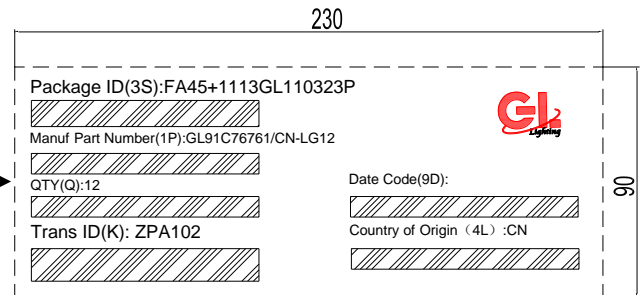 230
Package ID(3S):FA45+1113GL110323P
GL
Lighting
Manuf Part Number(1P):GL91C76761/CN-LG12
QTY(Q):12
Date Code(9D):
90
Trans ID(K): ZPA102
Country of Origin（4L）:CN